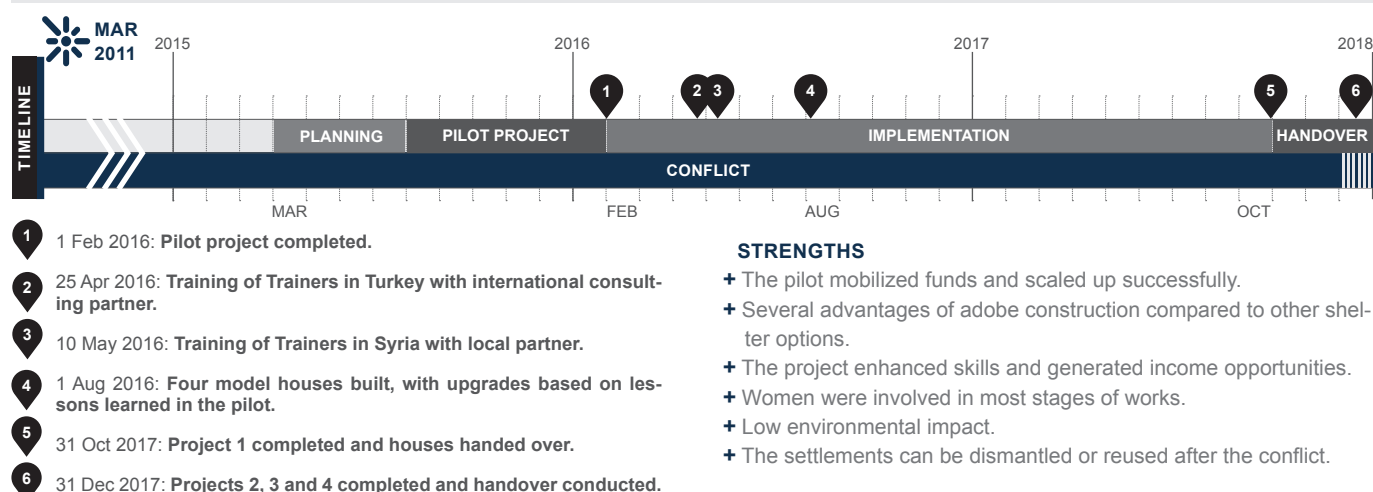 MAR
2011
2015
2016
2017
2018
TIMELINE
1
2
3
4
5
6
PLANNING
PILOT PROJECT
IMPLEMENTATION
HANDOVER
CONFLICT
MAR
FEB
AUG
OCT
1
1 Feb 2016: Pilot project completed.
2
25 Apr 2016: Training of Trainers in Turkey with international consult-
ing partner.
3
10 May 2016: Training of Trainers in Syria with local partner.
4
1 Aug 2016: Four model houses built, with upgrades based on les-
sons learned in the pilot.
5
31 Oct 2017: Project 1 completed and houses handed over.
6
31 Dec 2017: Projects 2, 3 and 4 completed and handover conducted.
STRENGTHS
+ The pilot mobilized funds and scaled up successfully.
+ Several advantages of adobe construction compared to other shel-
ter options.
+ The project enhanced skills and generated income opportunities.
+ Women were involved in most stages of works.
+ Low environmental impact.
+ The settlements can be dismantled or reused after the conflict.